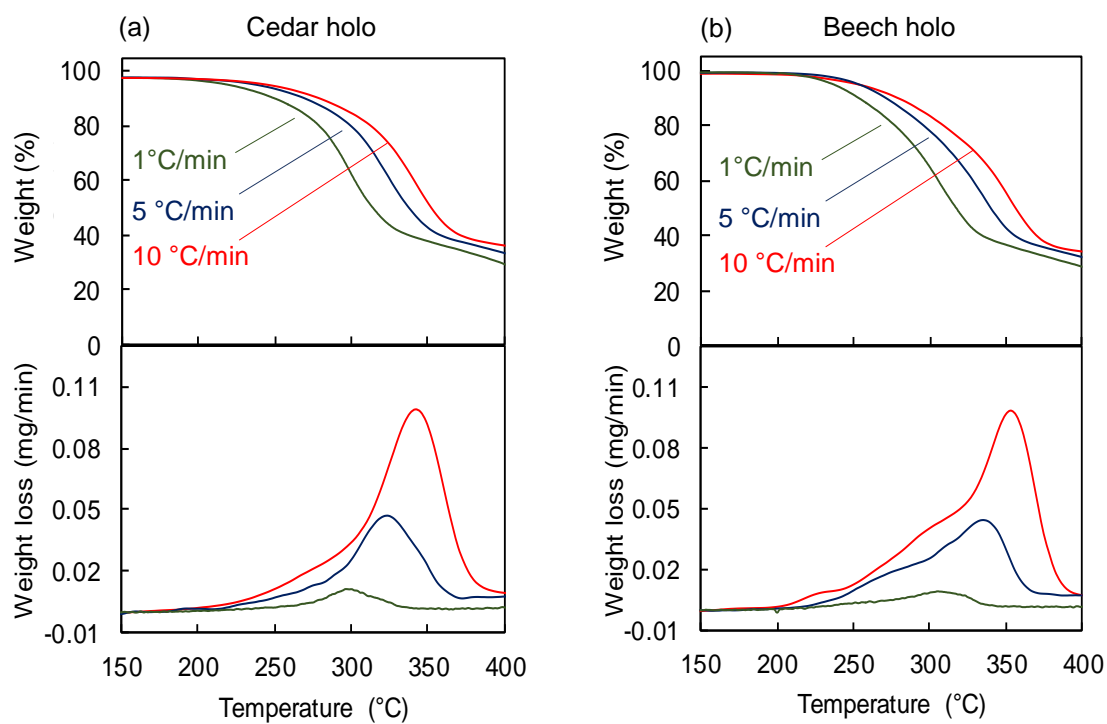 (a) Cedar holo
100
80
60
40
20
0
Weight (%)
1°C/min
5 °C/min
10 °C/min
0.11
0.08
0.05
0.02
-0.01
Weight loss (mg/min)
150 200 250 300 350 400
Temperature (°C)
(b) Beech holo
100
80
60
40
20
0
Weight (%)
1°C/min
5 °C/min
10 °C/min
0.11
0.08
0.05
0.02
-0.01
Weight loss (mg/min)
150 200 250 300 350 400
Temperature (°C)